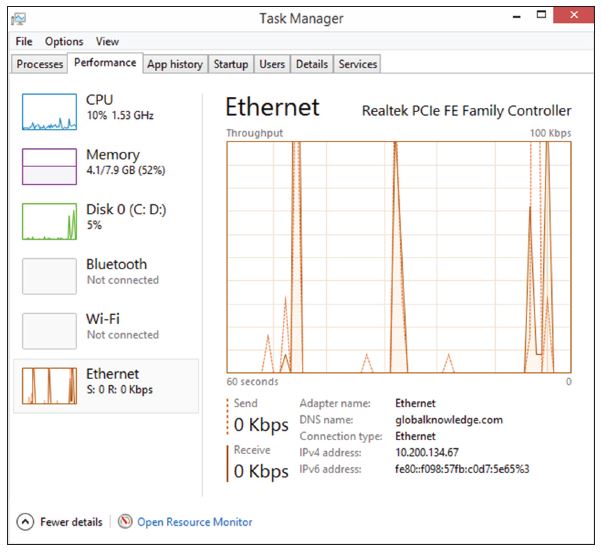 Task Manager
File Options View
Processes Performance App history Startup Users Details Services
CPU
10% 1.53 GHz
Memory
4.1/7.9 GB (52%)
Disk 0 (C: D:)
5%
Bluetooth
Not connected
Wi-Fi
Not connected
Ethernet
S: 0 R: 0 Kbps
Ethernet Realtek PCIe FE Family Controller
Throughput 100 Kbps
60 seconds 0
Send
0 Kbps
Receive
0 Kbps
Adapter name: Ethernet
DNS name: globalknowledge.com
Connection type: Ethernet
IPv4 address: 10.200.134.67
IPv6 address: fe80::f098:57fb:c0d7:5e65%3
Fewer details Open Resource Monitor